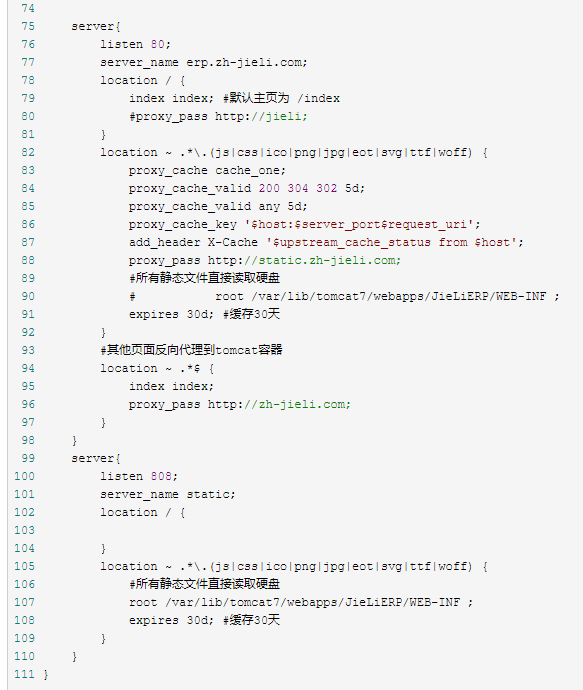 74
75 server{
76 listen 80;
77 server_name erp.zh-jieli.com;
78 location / {
79 index index; #默认主页为 /index
80 #proxy_pass http://jieli;
81 }
82 location ~ .*\.(js|css|ico|png|jpg|eot|svg|ttf|woff) {
83 proxy_cache cache_one;
84 proxy_cache_valid 200 304 302 5d;
85 proxy_cache_valid any 5d;
86 proxy_cache_key '$host:$server_port$request_uri';
87 add_header X-Cache '$upstream_cache_status from $host';
88 proxy_pass http://static.zh-jieli.com;
89 #所有静态文件直接读取硬盘
90 # root /var/lib/tomcat7/webapps/JieLiERP/WEB-INF ;
91 expires 30d; #缓存30天
92 }
93 #其他页面反向代理到tomcat容器
94 location ~ .*$ {
95 index index;
96 proxy_pass http://zh-jieli.com;
97 }
98 }
99 server{
100 listen 808;
101 server_name static;
102 location / {
103
104 }
105 location ~ .*\.(js|css|ico|png|jpg|eot|svg|ttf|woff) {
106 #所有静态文件直接读取硬盘
107 root /var/lib/tomcat7/webapps/JieLiERP/WEB-INF ;
108 expires 30d; #缓存30天
109 }
110 }
111 }